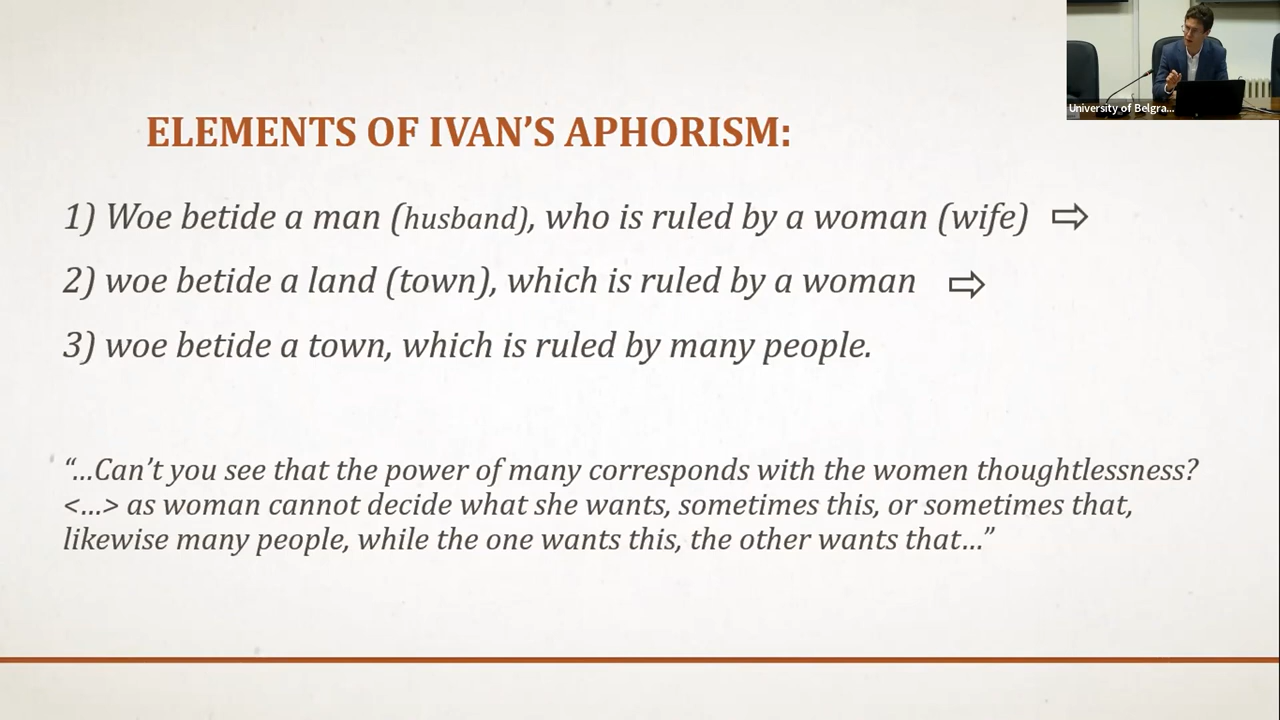 University of Belgra...
ELEMENTS OF IVAN’S APHORISM:
1) Woe betide a man (husband), who is ruled by a woman (wife) ⇨
2) woe betide a land (town), which is ruled by a woman ⇨
3) woe betide a town, which is ruled by many people.
“...Can’t you see that the power of many corresponds with the women thoughtlessness?
<...> as woman cannot decide what she wants, sometimes this, or sometimes that,
likewise many people, while the one wants this, the other wants that...”